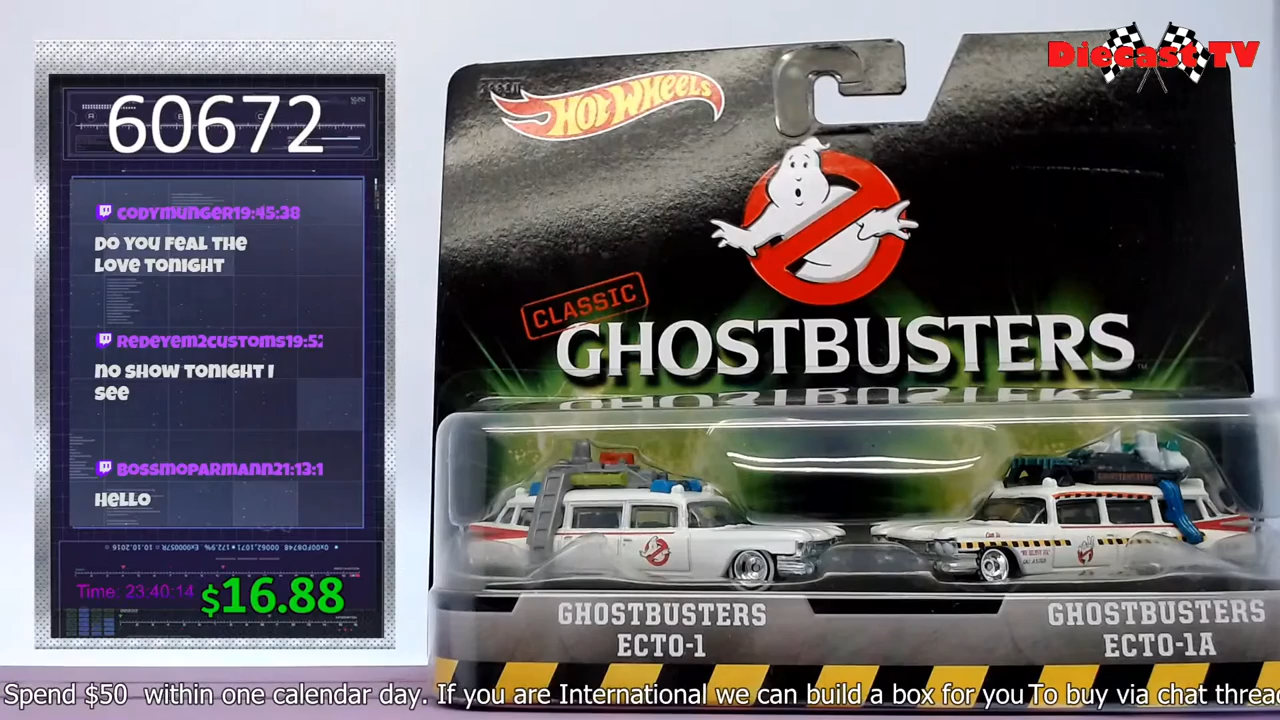 Diecast TV
60672
HOT WHEELS
codymunger19:45:38
DO YOU FEAL THE
LOVE TONIGHT
CLASSIC
GHOSTBUSTERS
RedEyeM2Customs19:52
NO SHOW TONIGHT I
SEE
BossMoparMann21:13:1
HELLO
Time: 23:40:14
$16.88
GHOSTBUSTERS
ECTO-1
GHOSTBUSTERS
ECTO-1A
Spend $50 within one calendar day. If you are International we can build a box for you To buy via chat threa